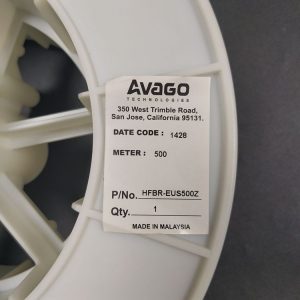 AVAGO
TECHNOLOGIES
350 West Trimble Road,
San Jose, California 95131.
DATE CODE : 1428
METER : 500
P/No. HFBR-EUS500Z
Qty. 1
MADE IN MALAYSIA